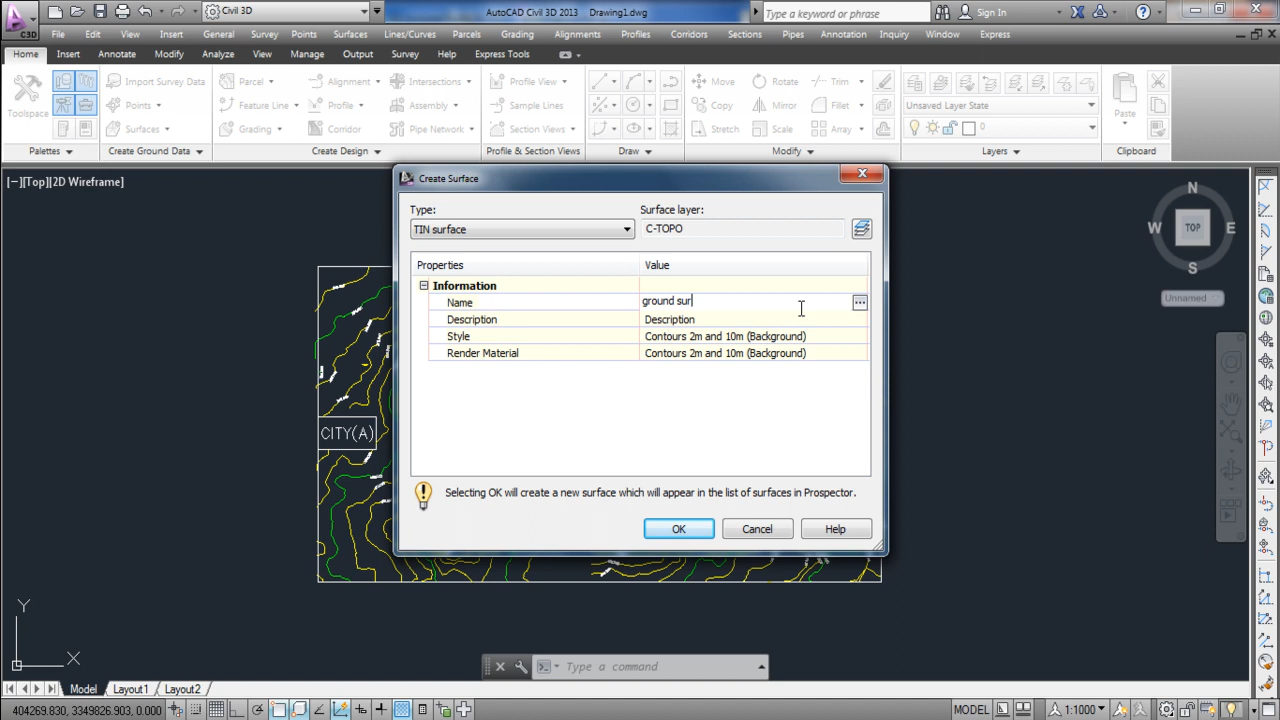 Civil 3D
AutoCAD Civil 3D 2013 Drawing1.dwg
Type a keyword or phrase
Sign In
C3D
File Edit View Insert General Survey Points Surfaces Lines/Curves Parcels Grading Alignments Profiles Corridors Sections Pipes Annotation Inquiry Window Express
Home Insert Annotate Modify Analyze View Manage Output Survey Help Express Tools
Import Survey Data Parcel Alignment Intersections Profile View Move Rotate Trim
Unsaved Layer State
Toolspace Points Feature Line Profile Assembly Sample Lines Copy Mirror Fillet Paste
Surfaces Grading Corridor Pipe Network Section Views Stretch Scale Array 0
Palettes Create Ground Data Create Design Profile & Section Views Draw Modify Layers Clipboard
[−][Top][2D Wireframe]
Create Surface
N
W TOP E
S
Unnamed
Type: Surface layer:
TIN surface C-TOPO
Properties Value
Information
Name ground sur
Description Description
Style Contours 2m and 10m (Background)
Render Material Contours 2m and 10m (Background)
CITY(A)
Selecting OK will create a new surface which will appear in the list of surfaces in Prospector.
OK Cancel Help
Y
X
Type a command
Model Layout1 Layout2
404269.830, 3349826.903, 0.000
MODEL 1:1000